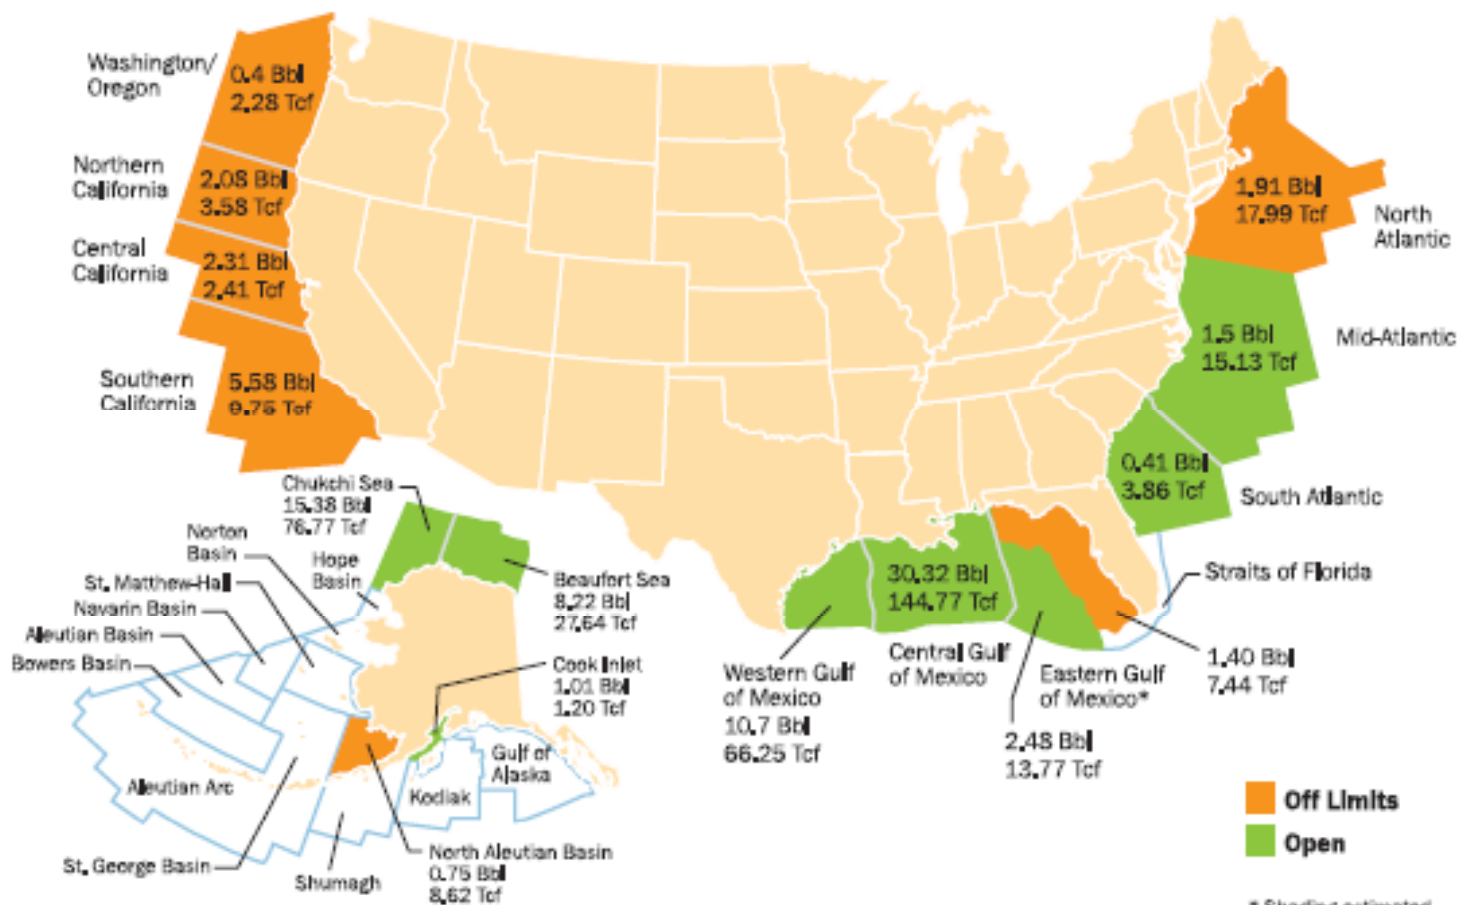 Washington/
Oregon
0.4 Bbl
2.28 Tcf
Northern
California
2.08 Bbl
3.58 Tcf
Central
California
2.31 Bbl
2.41 Tcf
Southern
California
5.58 Bbl
9.75 Tcf
1.91 Bbl
17.99 Tcf
North
Atlantic
1.5 Bbl
15.13 Tcf
Mid-Atlantic
0.41 Bbl
3.86 Tcf
South Atlantic
Straits of Florida
1.40 Bbl
7.44 Tcf
Eastern Gulf
of Mexico*
2.48 Bbl
13.77 Tcf
30.32 Bbl
144.77 Tcf
Central Gulf
of Mexico
Western Gulf
of Mexico
10.7 Bbl
66.25 Tcf
Chukchi Sea
15.38 Bbl
76.77 Tcf
Beaufort Sea
8.22 Bbl
27.64 Tcf
Norton
Basin
Hope
Basin
St. Matthew-Hall
Navarin Basin
Aleutian Basin
Bowers Basin
Cook Inlet
1.01 Bbl
1.20 Tcf
Aleutian Arc
Gulf of
Alaska
Kodiak
St. George Basin
Shumagh
North Aleutian Basin
0.75 Bbl
8.62 Tcf
Off Limits
Open
* Shading estimated